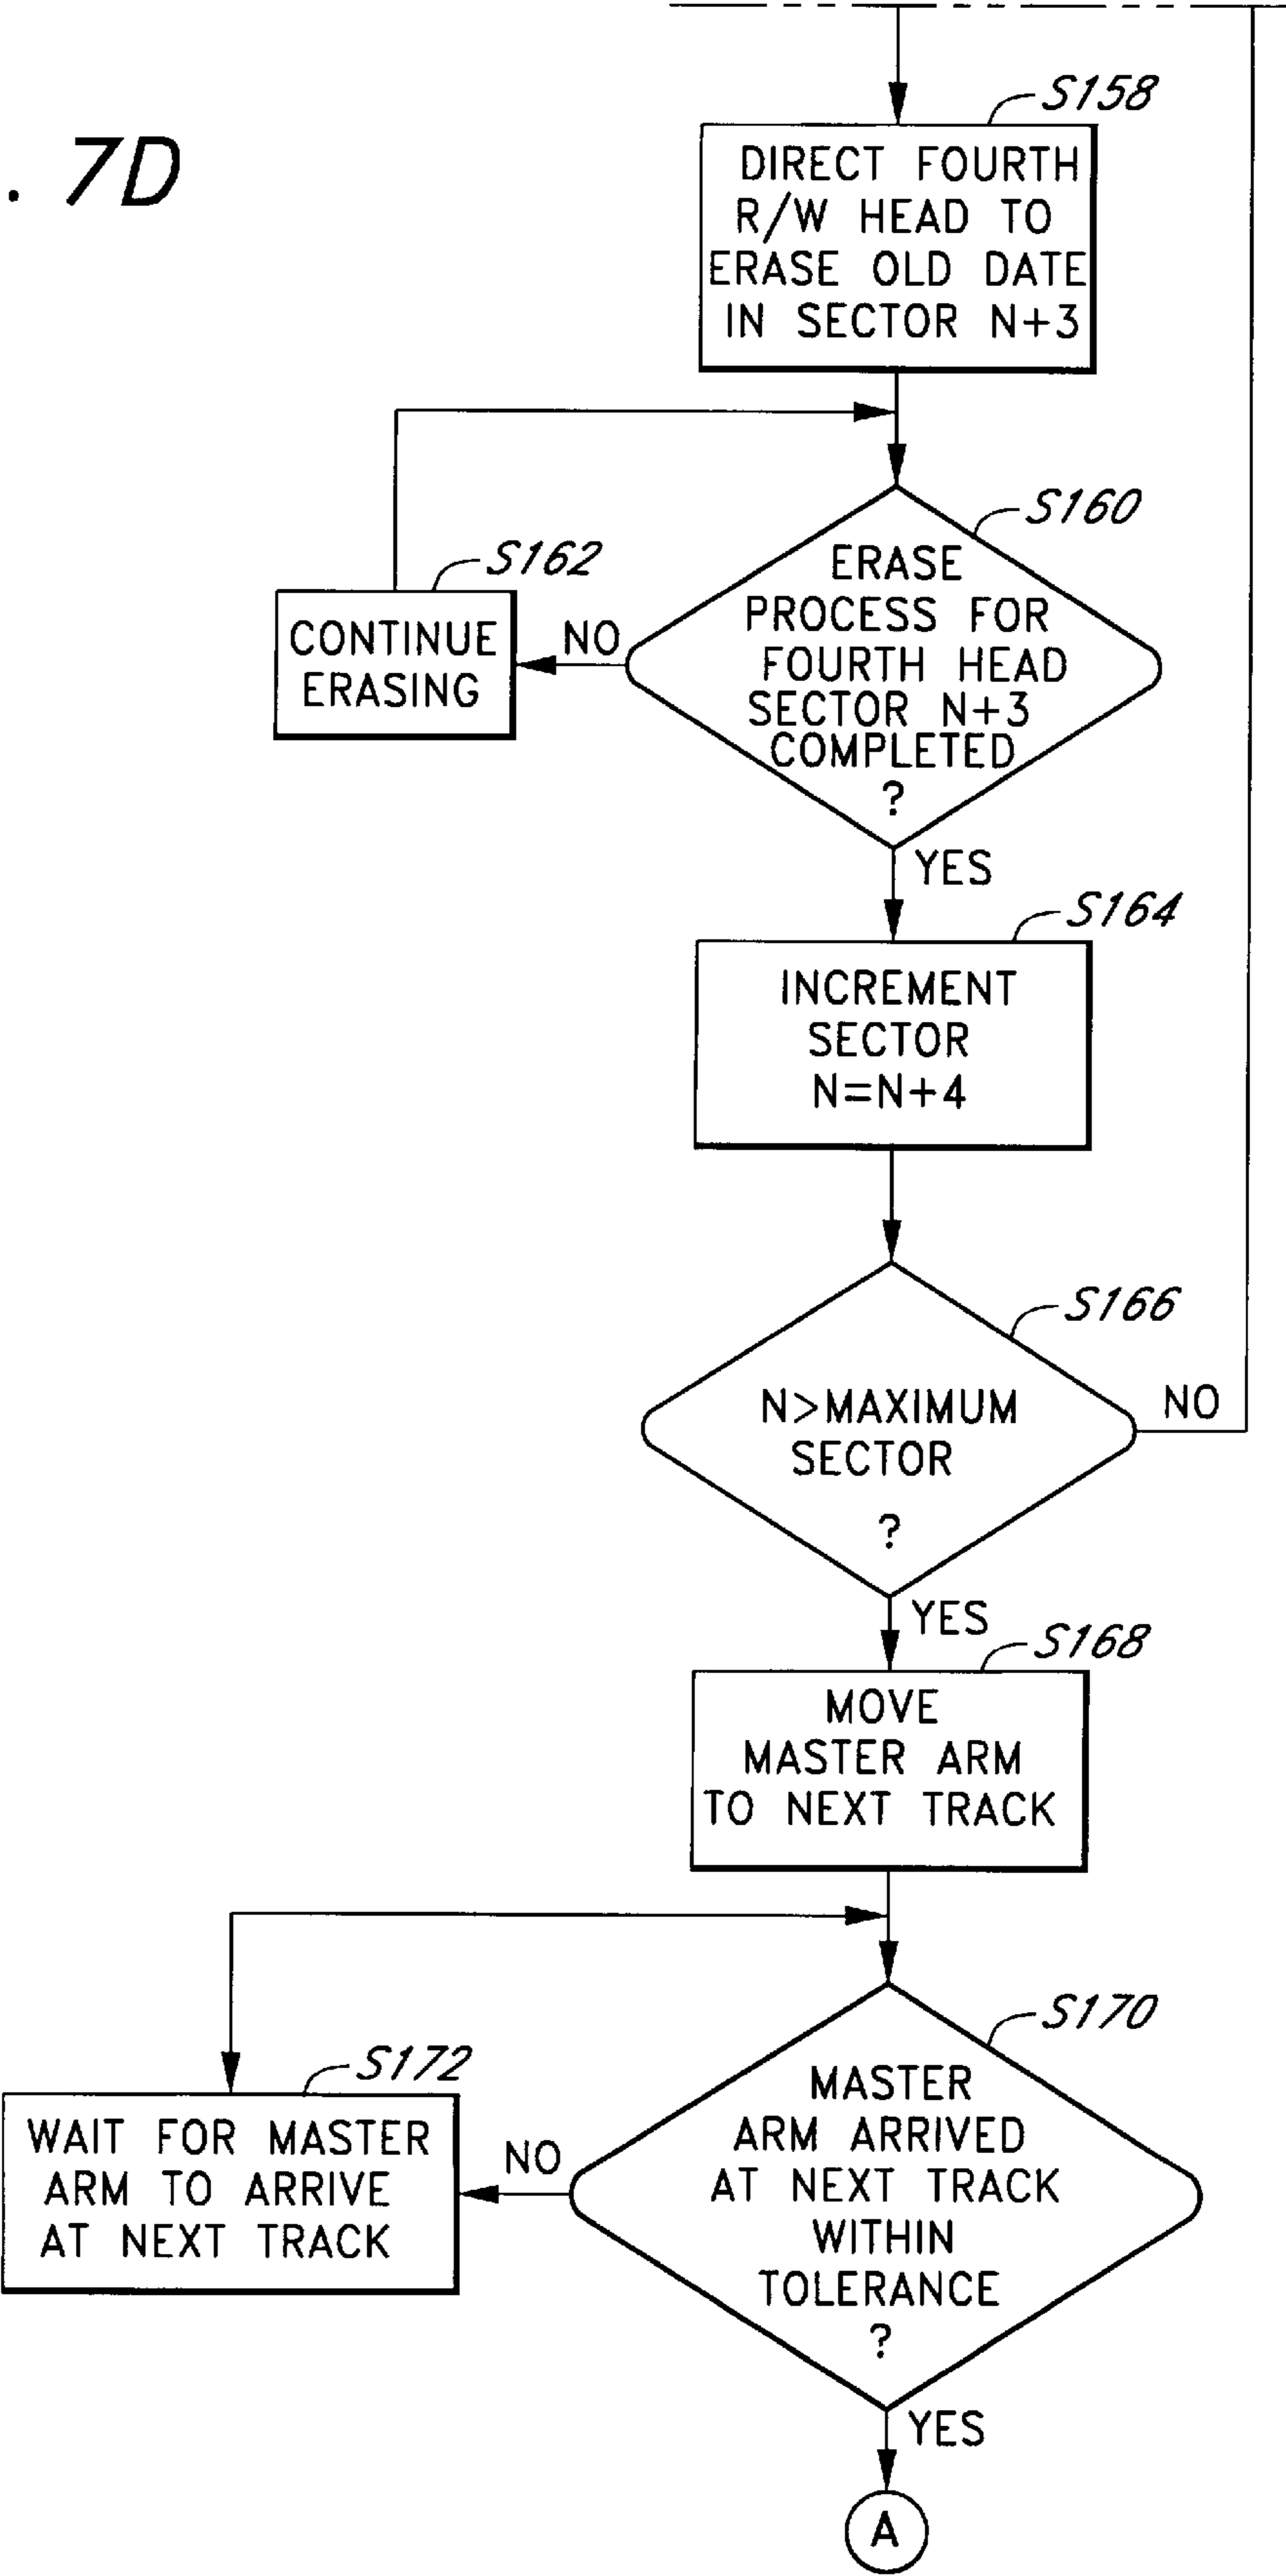 . 7D
S158
DIRECT FOURTH
R/W HEAD TO
ERASE OLD DATE
IN SECTOR N+3
S160
ERASE
PROCESS FOR
FOURTH HEAD
SECTOR N+3
COMPLETED
?
S162
CONTINUE
ERASING
NO
YES
S164
INCREMENT
SECTOR
N=N+4
S166
N>MAXIMUM
SECTOR
?
NO
YES
S168
MOVE
MASTER ARM
TO NEXT TRACK
S170
MASTER
ARM ARRIVED
AT NEXT TRACK
WITHIN
TOLERANCE
?
S172
WAIT FOR MASTER
ARM TO ARRIVE
AT NEXT TRACK
NO
YES
A